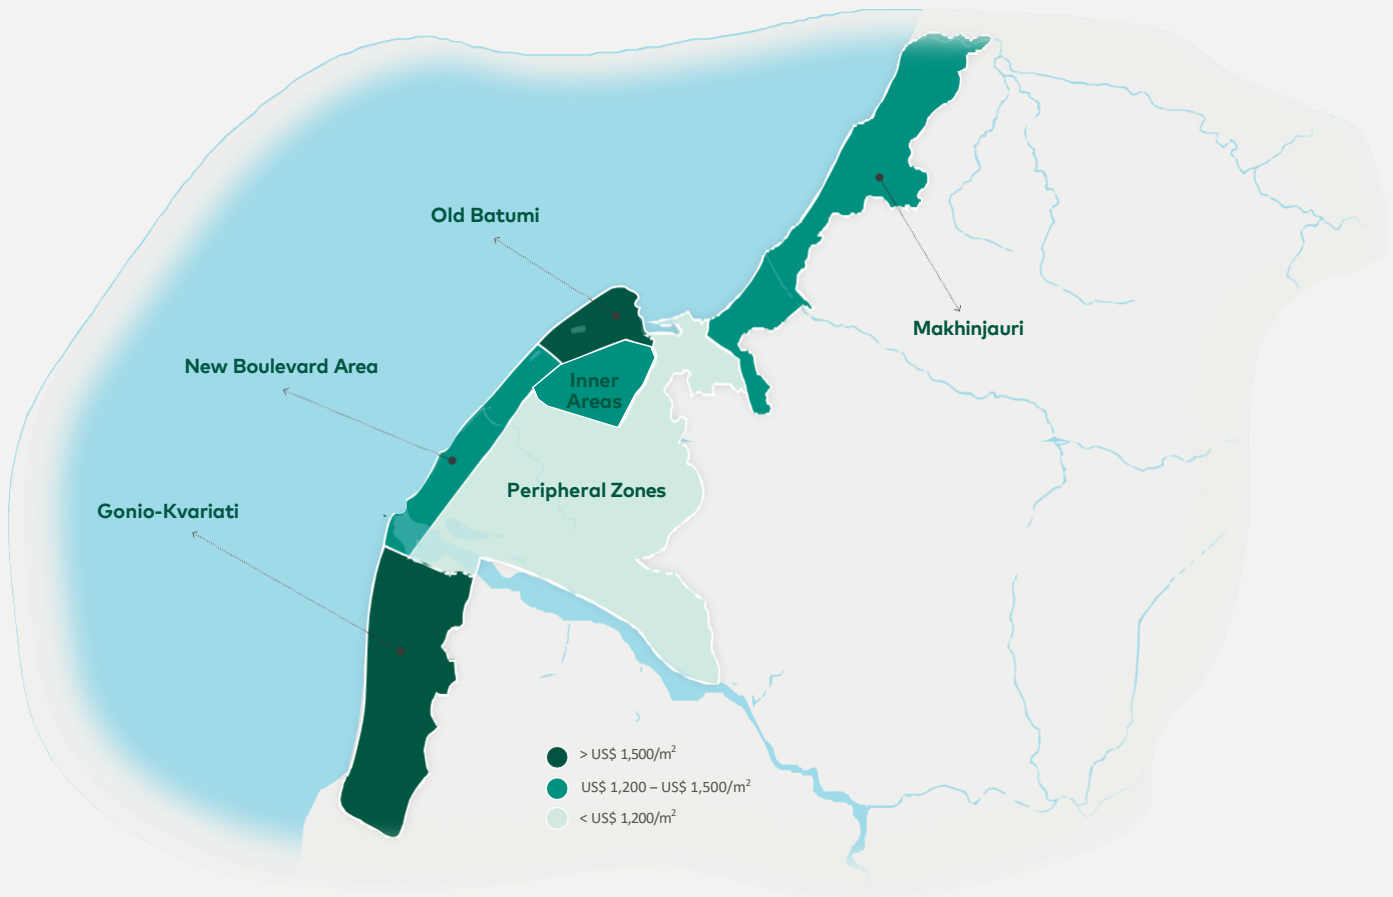 Old Batumi
Makhinjauri
New Boulevard Area
Inner
Areas
Peripheral Zones
Gonio-Kvariati
> US$ 1,500/m²
US$ 1,200 – US$ 1,500/m²
< US$ 1,200/m²